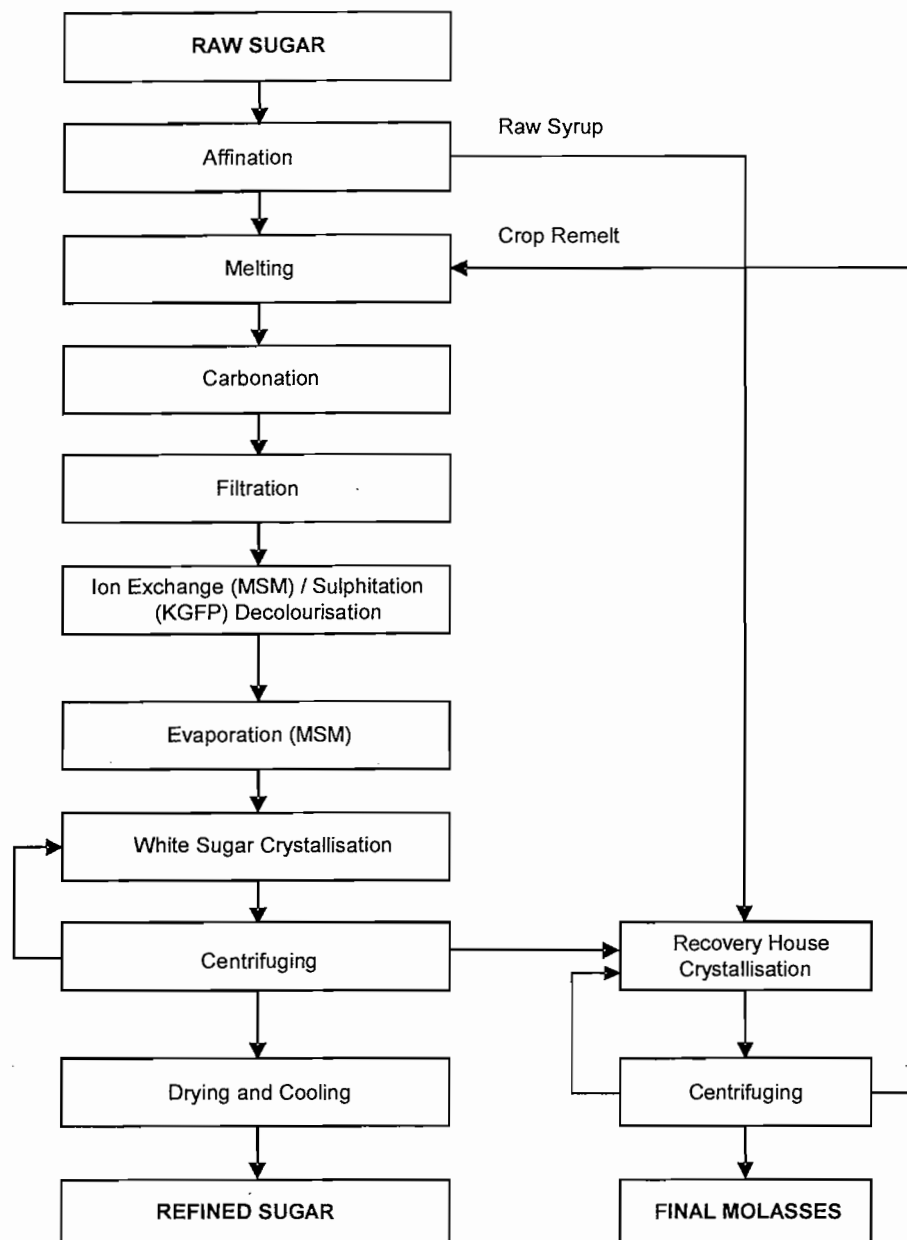 RAW SUGAR
Raw Syrup
Affination
Crop Remelt
Melting
Carbonation
Filtration
Ion Exchange (MSM) / Sulphitation
(KGFP) Decolourisation
Evaporation (MSM)
White Sugar Crystallisation
Centrifuging
Recovery House
Crystallisation
Drying and Cooling
Centrifuging
REFINED SUGAR
FINAL MOLASSES